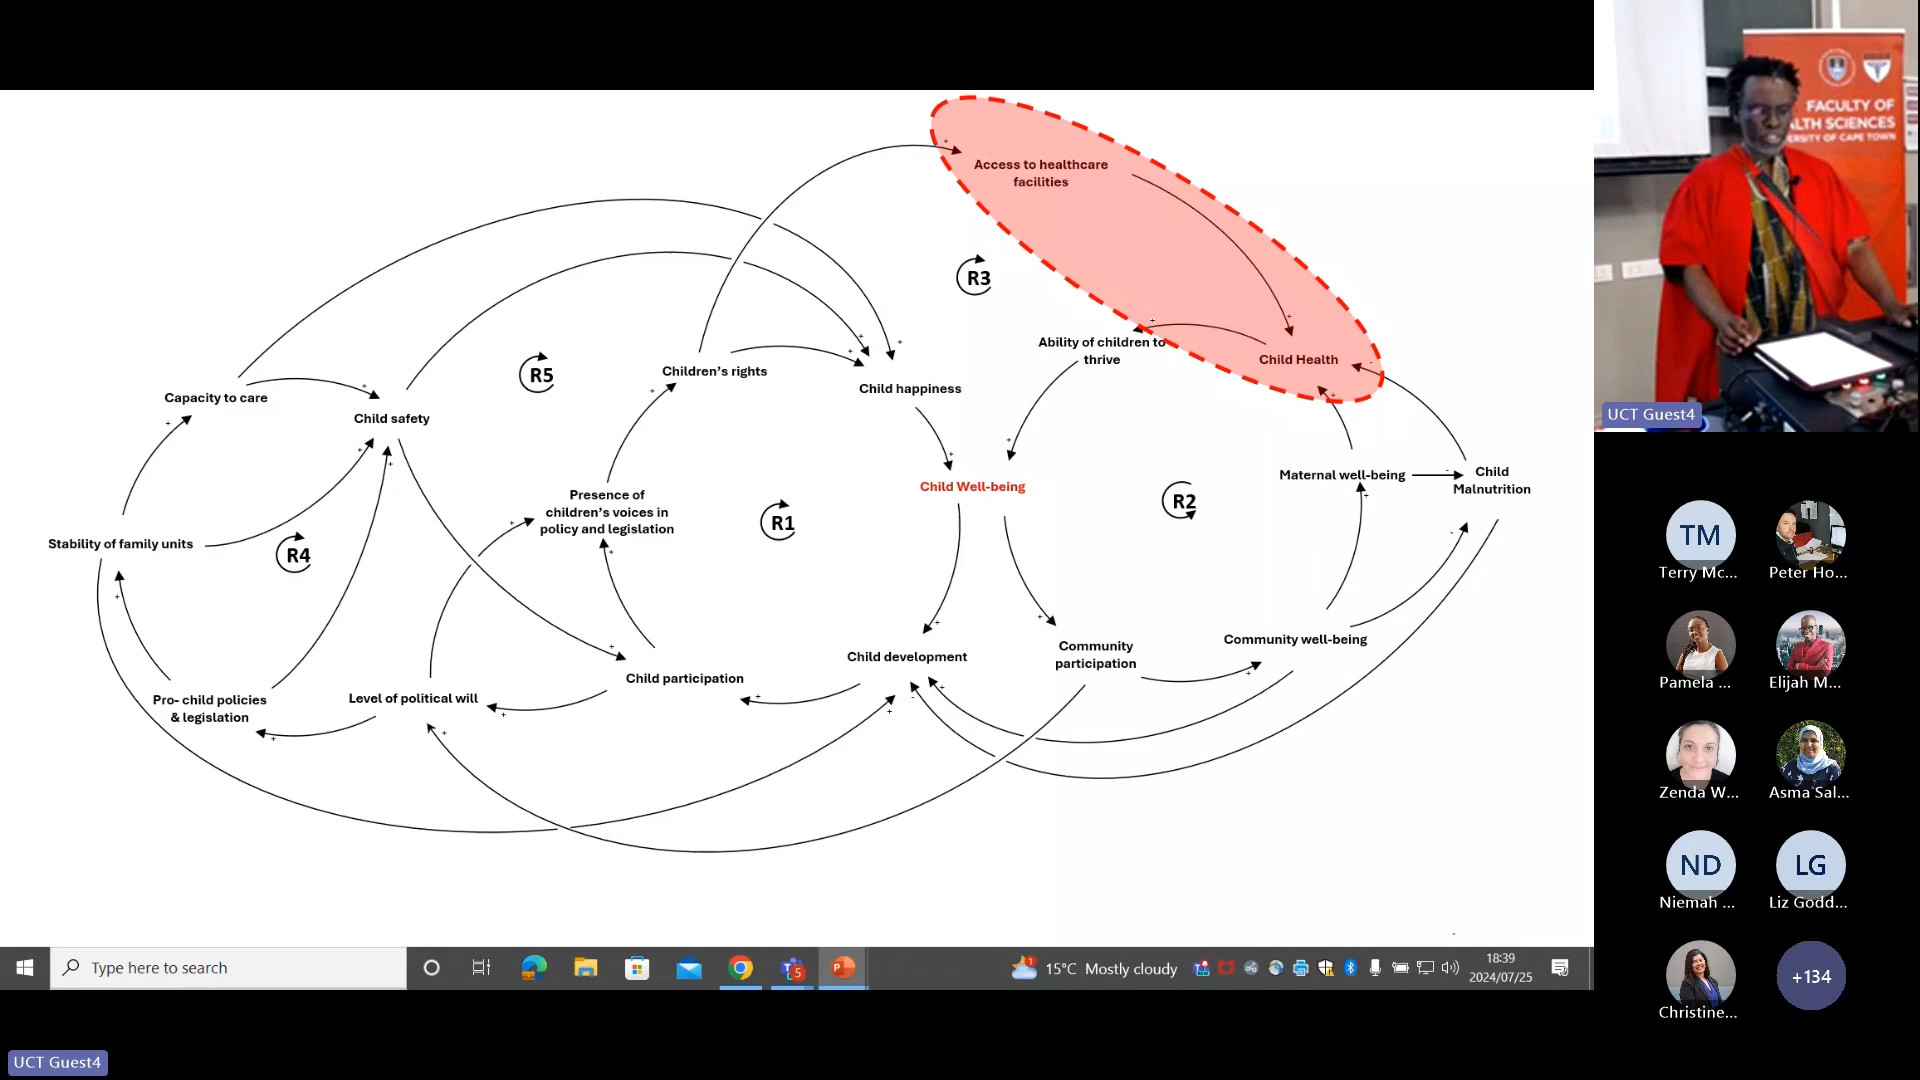 Access to healthcare
facilities
R3
Ability of children to
thrive
Child Health
R5
Children's rights
Child happiness
Capacity to care
Child safety
Child Well-being
Maternal well-being
Child
Malnutrition
Presence of
children's voices in
policy and legislation
R1
R2
Stability of family units
R4
Child participation
Child development
Community
participation
Community well-being
Pro- child policies
& legislation
Level of political will
FACULTY OF
ALTH SCIENCES
ERSITY OF CAPE TOWN
UCT Guest4
TM
Terry Mc...
Peter Ho...
Pamela ...
Elijah M...
Zenda W...
Asma Sal...
ND
Niemah ...
LG
Liz Godd...
Christine...
+134
Type here to search
15°C Mostly cloudy
18:39
2024/07/25
UCT Guest4